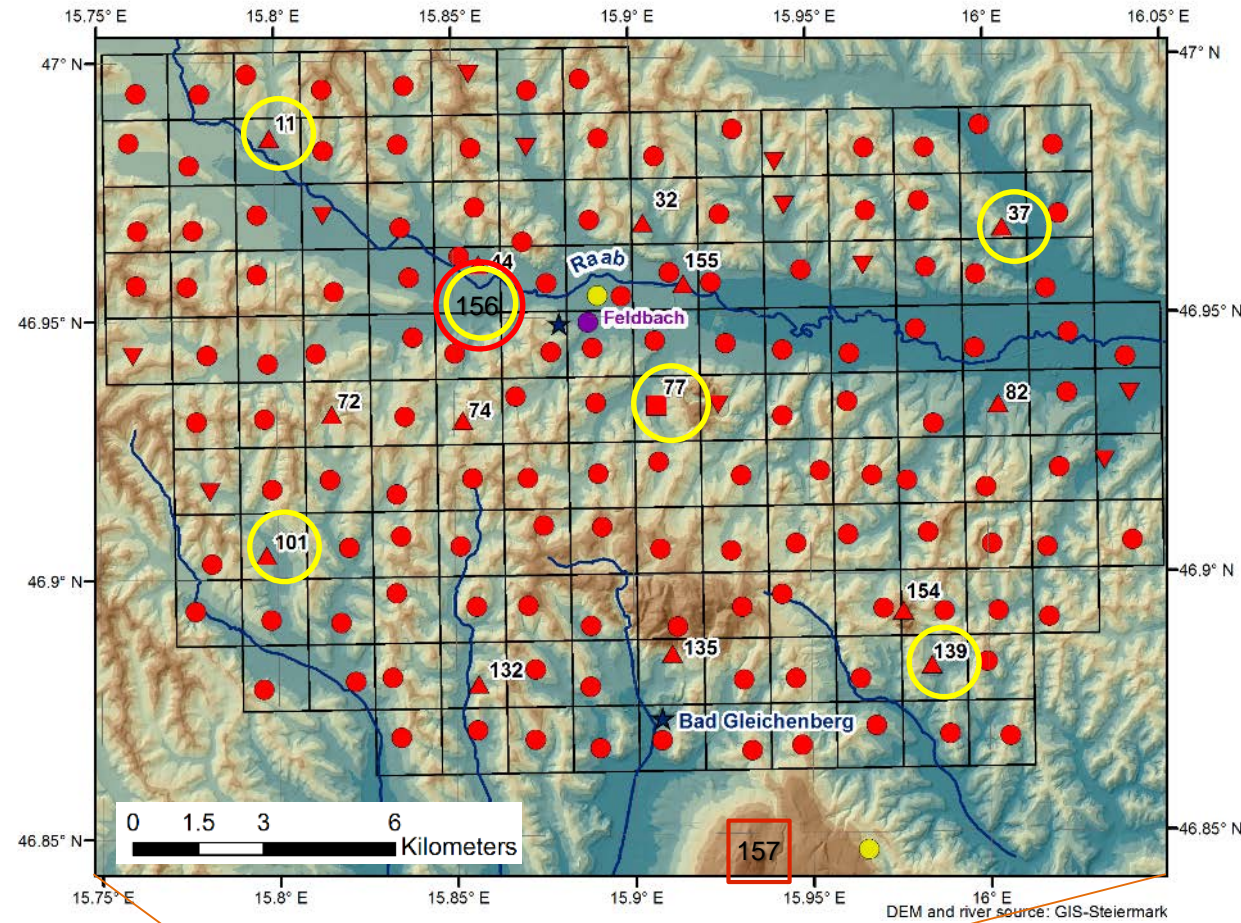 15.75° E 15.8° E 15.85° E 15.9° E 15.95° E 16° E 16.05° E
47° N 47° N
11
32
37
44
155
Raab
156
Feldbach
46.95° N 46.95° N
77
72
74
82
101
46.9° N 46.9° N
154
135
139
132
Bad Gleichenberg
0 1.5 3 6
Kilometers
157
46.85° N 46.85° N
15.75° E 15.8° E 15.85° E 15.9° E 15.95° E 16° E
DEM and river source: GIS-Steiermark